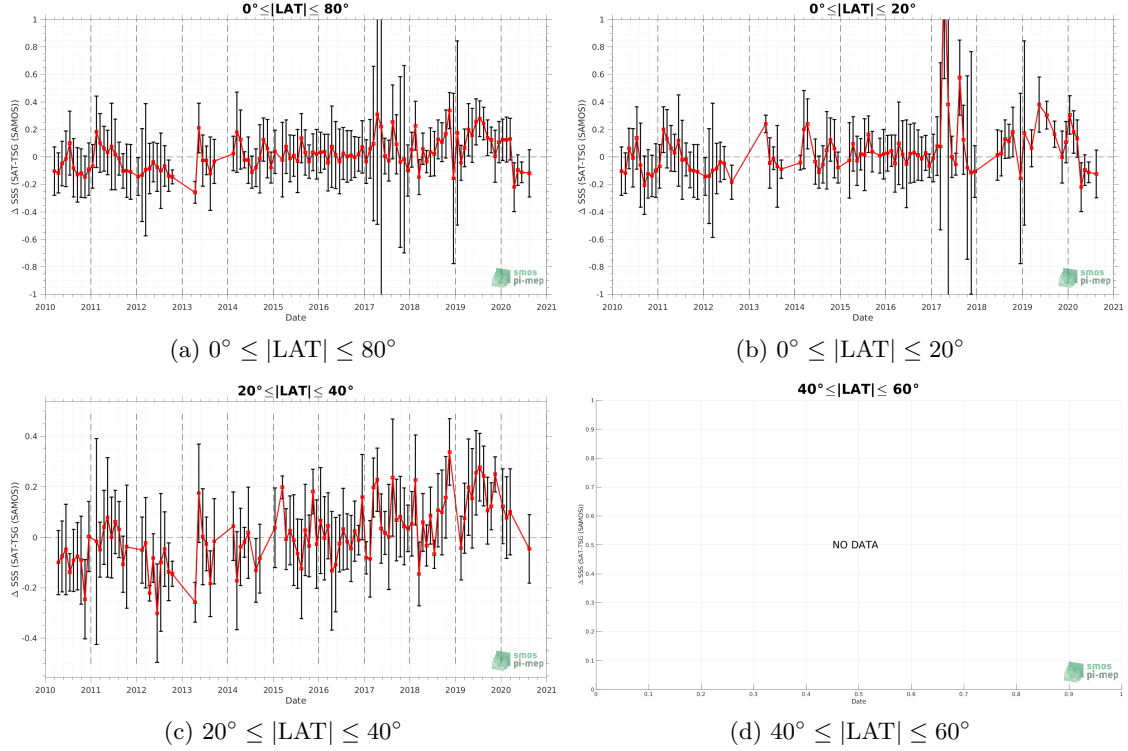 0°≤|LAT|≤ 80°
1
0.8
0.6
0.4
0.2
0
-0.2
-0.4
-0.6
-0.8
-1
Δ SSS (SAT-TSG (SAMOS))
2010 2011 2012 2013 2014 2015 2016 2017 2018 2019 2020 2021
Date
smos
pi-mep
(a) 0° ≤ |LAT| ≤ 80°
0°≤|LAT|≤ 20°
1
0.8
0.6
0.4
0.2
0
-0.2
-0.4
-0.6
-0.8
-1
Δ SSS (SAT-TSG (SAMOS))
2010 2011 2012 2013 2014 2015 2016 2017 2018 2019 2020 2021
Date
smos
pi-mep
(b) 0° ≤ |LAT| ≤ 20°
20°≤|LAT|≤ 40°
0.4
0.2
0
-0.2
-0.4
Δ SSS (SAT-TSG (SAMOS))
2010 2011 2012 2013 2014 2015 2016 2017 2018 2019 2020 2021
Date
smos
pi-mep
(c) 20° ≤ |LAT| ≤ 40°
40°≤|LAT|≤ 60°
1
0.9
0.8
0.7
0.6
0.5
0.4
0.3
0.2
0.1
0
Δ SSS (SAT-TSG (SAMOS))
NO DATA
0 0.1 0.2 0.3 0.4 0.5 0.6 0.7 0.8 0.9 1
Date
smos
pi-mep
(d) 40° ≤ |LAT| ≤ 60°